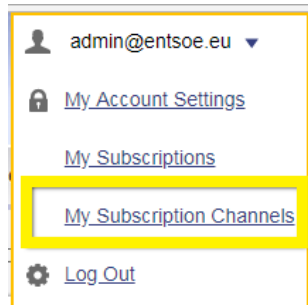 admin@entsoe.eu
My Account Settings
My Subscriptions
My Subscription Channels
Log Out